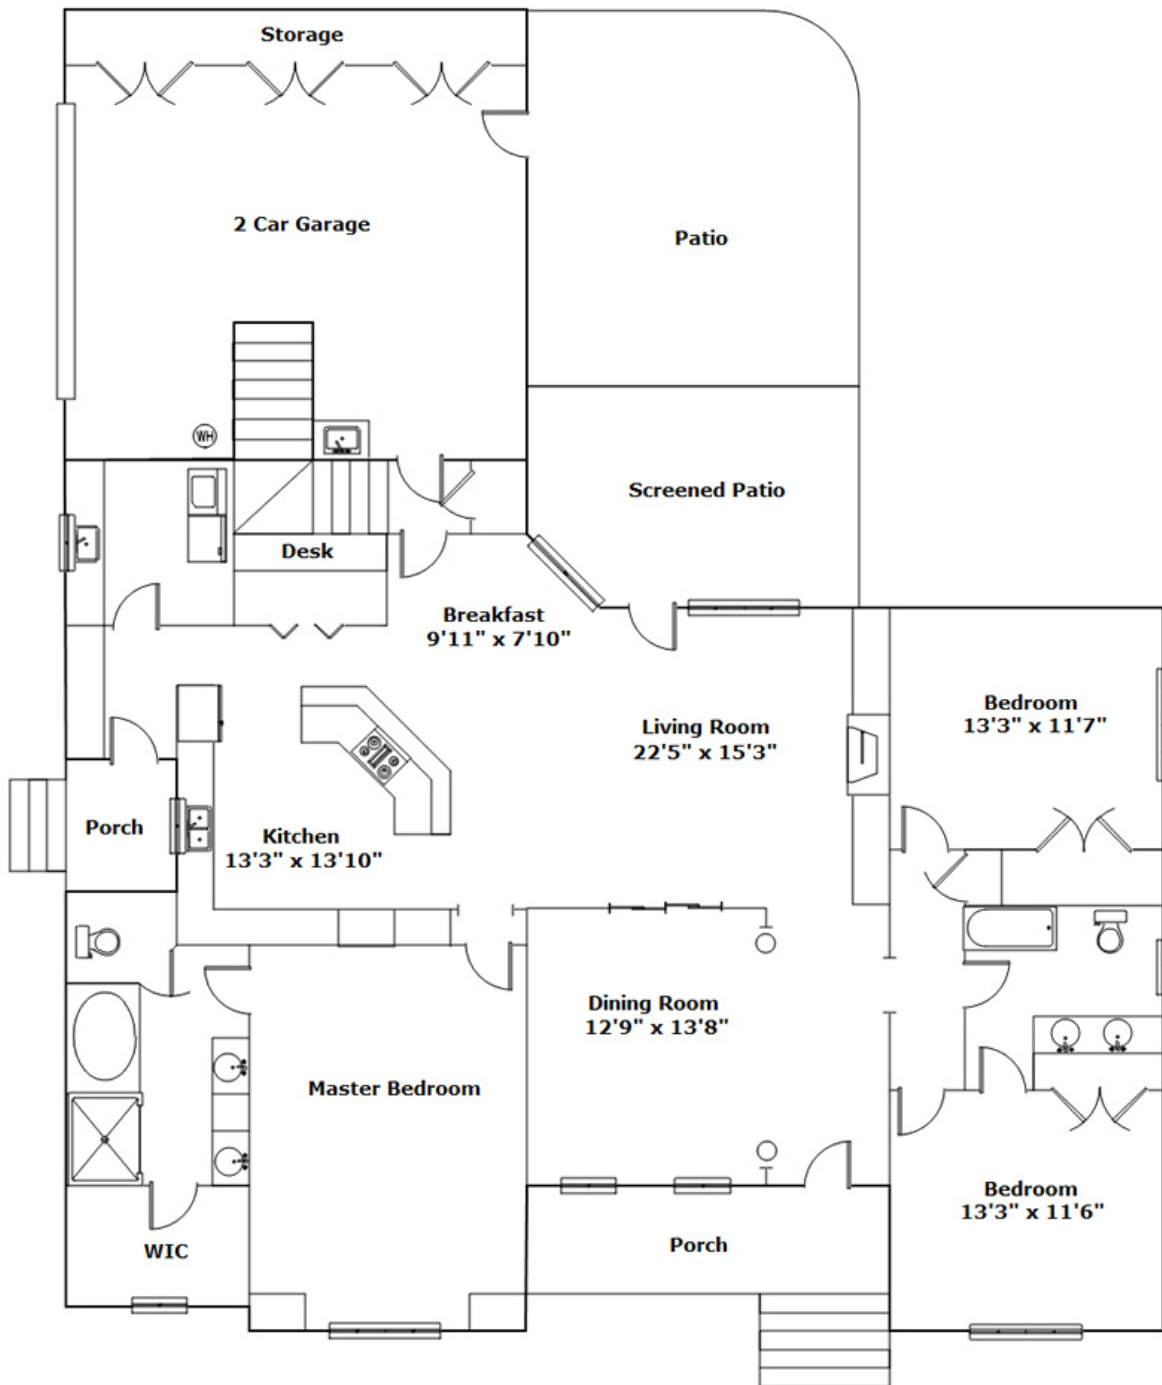 Storage
2 Car Garage
Patio
WH
Screened Patio
Desk
Breakfast
9'11" x 7'10"
Living Room
22'5" x 15'3"
Bedroom
13'3" x 11'7"
Porch
Kitchen
13'3" x 13'10"
Dining Room
12'9" x 13'8"
Master Bedroom
Bedroom
13'3" x 11'6"
WIC
Porch